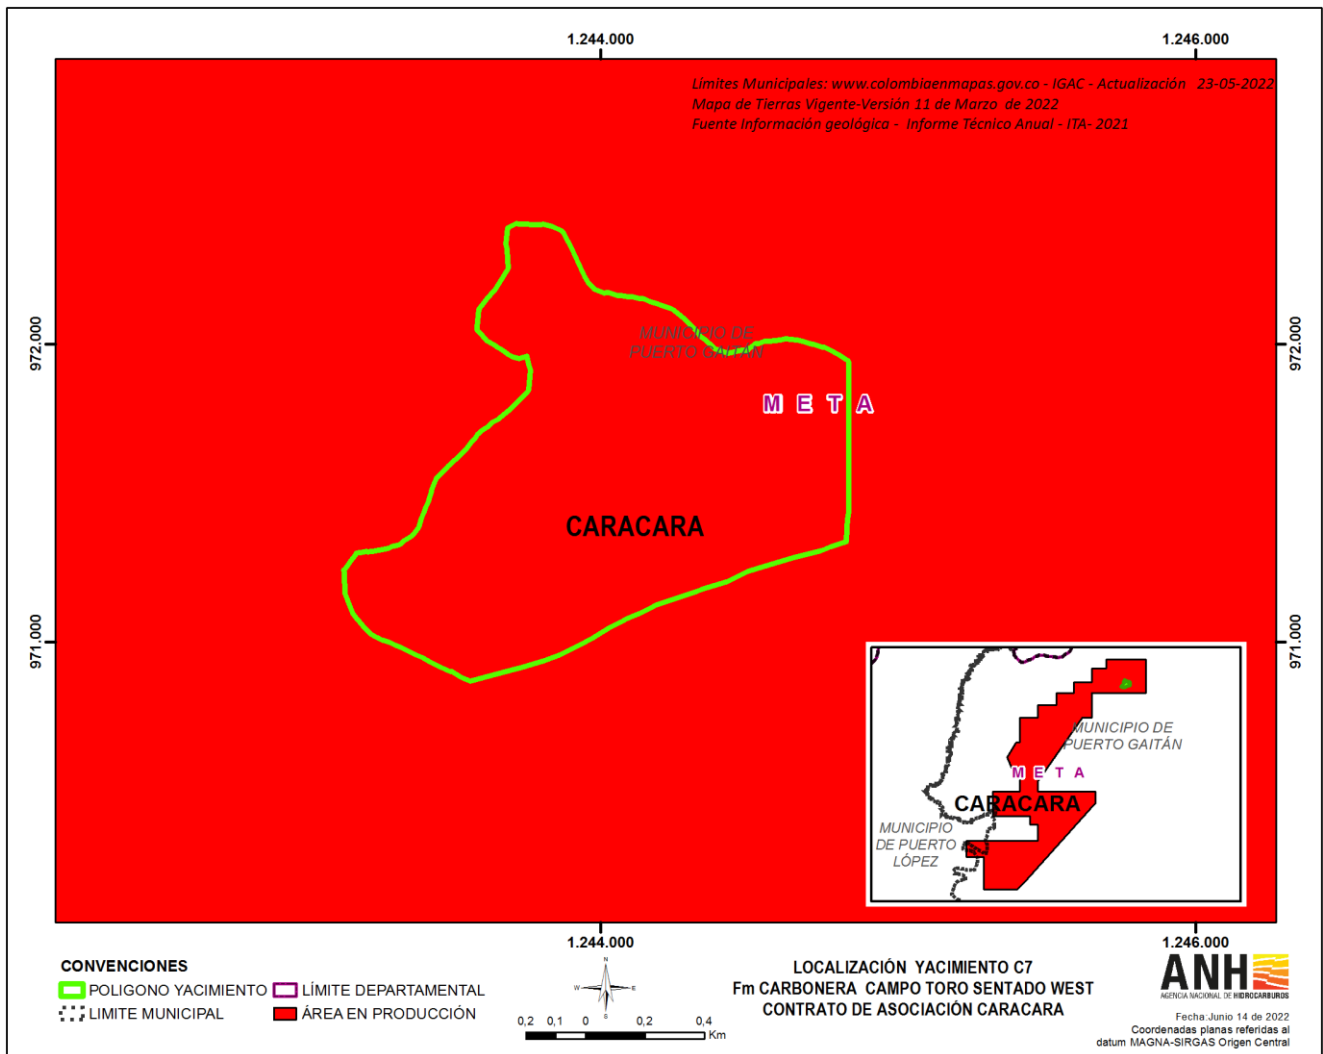 1.244.000
1.246.000
Límites Municipales: www.colombiaenmapas.gov.co - IGAC - Actualización 23-05-2022
Mapa de Tierras Vigente-Versión 11 de Marzo de 2022
Fuente Información geológica - Informe Técnico Anual - ITA- 2021
972.000
MUNICIPIO DE
PUERTO GAITÁN
972.000
META
CARACARA
971.000
971.000
MUNICIPIO DE
PUERTO GAITÁN
META
CARACARA
MUNICIPIO
DE PUERTO
LÓPEZ
1.244.000
1.246.000
CONVENCIONES
POLIGONO YACIMIENTO
LÍMITE DEPARTAMENTAL
LIMITE MUNICIPAL
ÁREA EN PRODUCCIÓN
N
W
E
S
0,2 0,1 0 0,2 0,4
Km
LOCALIZACIÓN YACIMIENTO C7
Fm CARBONERA CAMPO TORO SENTADO WEST
CONTRATO DE ASOCIACIÓN CARACARA
ANH
AGENCIA NACIONAL DE HIDROCARBUROS
Fecha:Junio 14 de 2022
Coordenadas planas referidas al
datum MAGNA-SIRGAS Origen Central